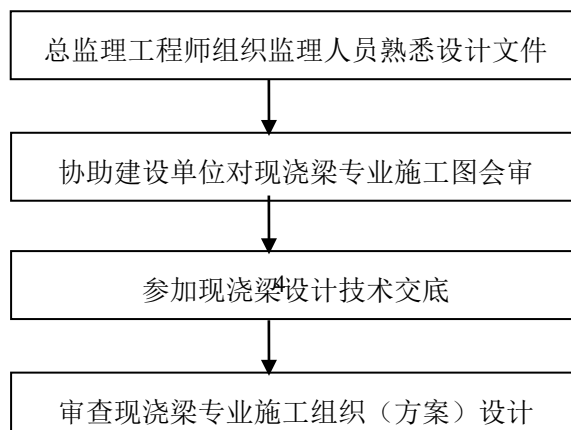 总监理工程师组织监理人员熟悉设计文件
协助建设单位对现浇梁专业施工图会审
参加现浇梁设计技术交底
4
审查现浇梁专业施工组织（方案）设计